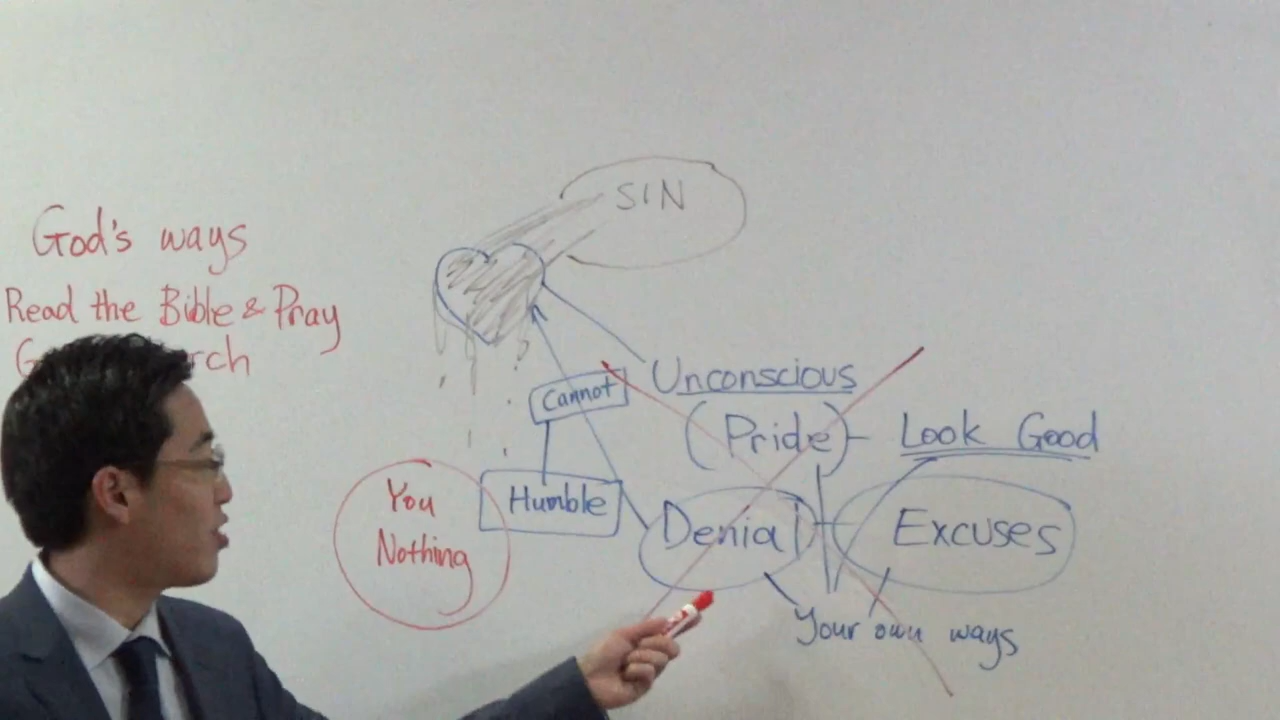 God's ways
Read the Bible & Pray
SIN
Cannot
Unconscious
(Pride)
Look Good
You
Nothing
Humble
Denial
Excuses
Your own ways